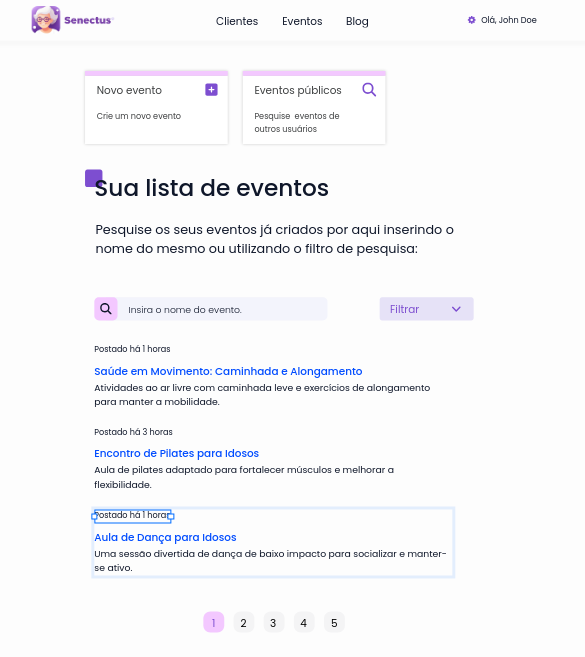 Senectus
Clientes
Eventos
Blog
Olá, John Doe
Novo evento
Crie um novo evento
Eventos públicos
Pesquise eventos de
outros usuários
Sua lista de eventos
Pesquise os seus eventos já criados por aqui inserindo o
nome do mesmo ou utilizando o filtro de pesquisa:
Insira o nome do evento.
Filtrar
Postado há 1 horas
Saúde em Movimento: Caminhada e Alongamento
Atividades ao ar livre com caminhada leve e exercícios de alongamento
para manter a mobilidade.
Postado há 3 horas
Encontro de Pilates para Idosos
Aula de pilates adaptado para fortalecer músculos e melhorar a
flexibilidade.
Postado há 1 horas
Aula de Dança para Idosos
Uma sessão divertida de dança de baixo impacto para socializar e manter-
se ativo.
1 2 3 4 5